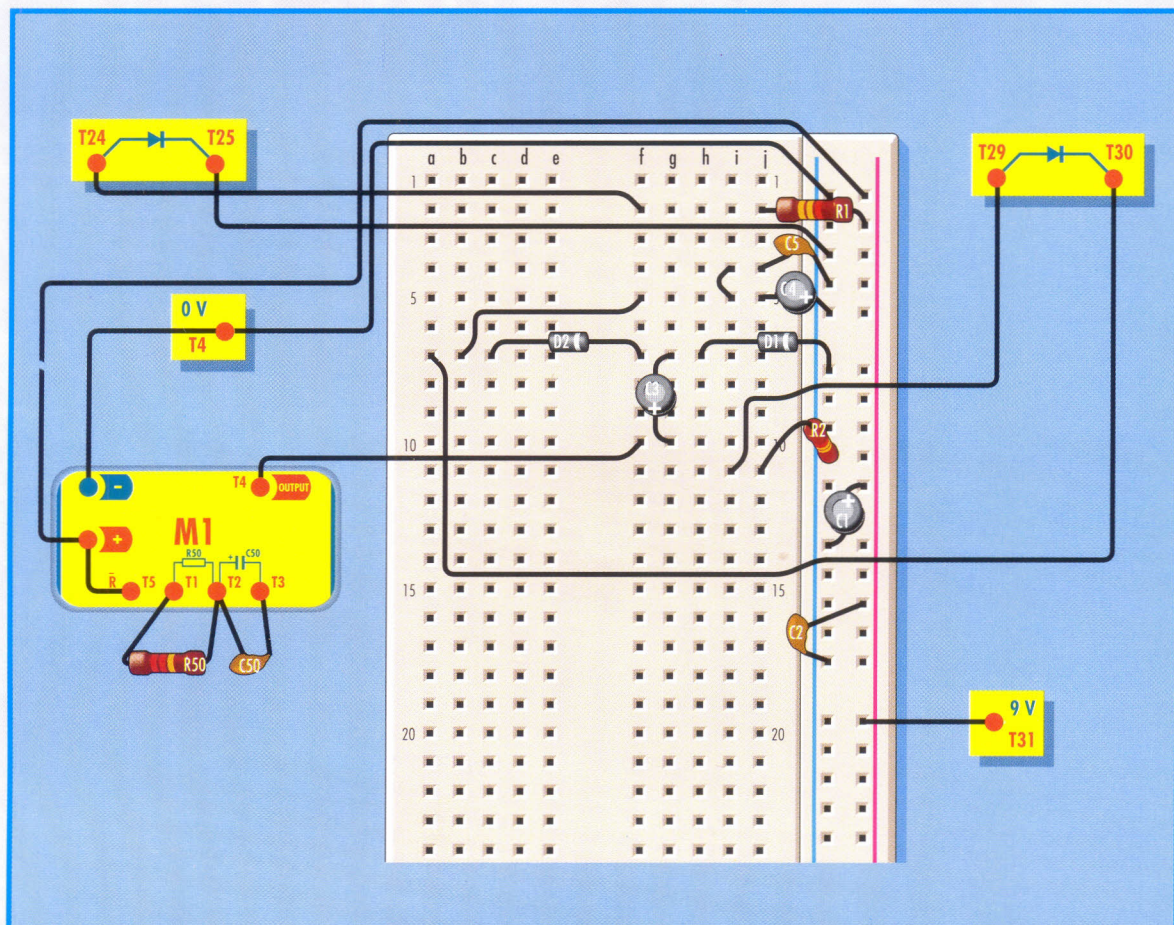 T24 T25
T29 T30
a b c d e f g h i j
1 1
R1
C5
C4 +
5 5
0 V
T4
D2 D1
C3
+
R2
10 10
- T4 OUTPUT
M1
+
R50 + C50
R̄ T5 T1 T2 T3
+
C1
15 15
R50 C50
C2
9 V
T31
20 20